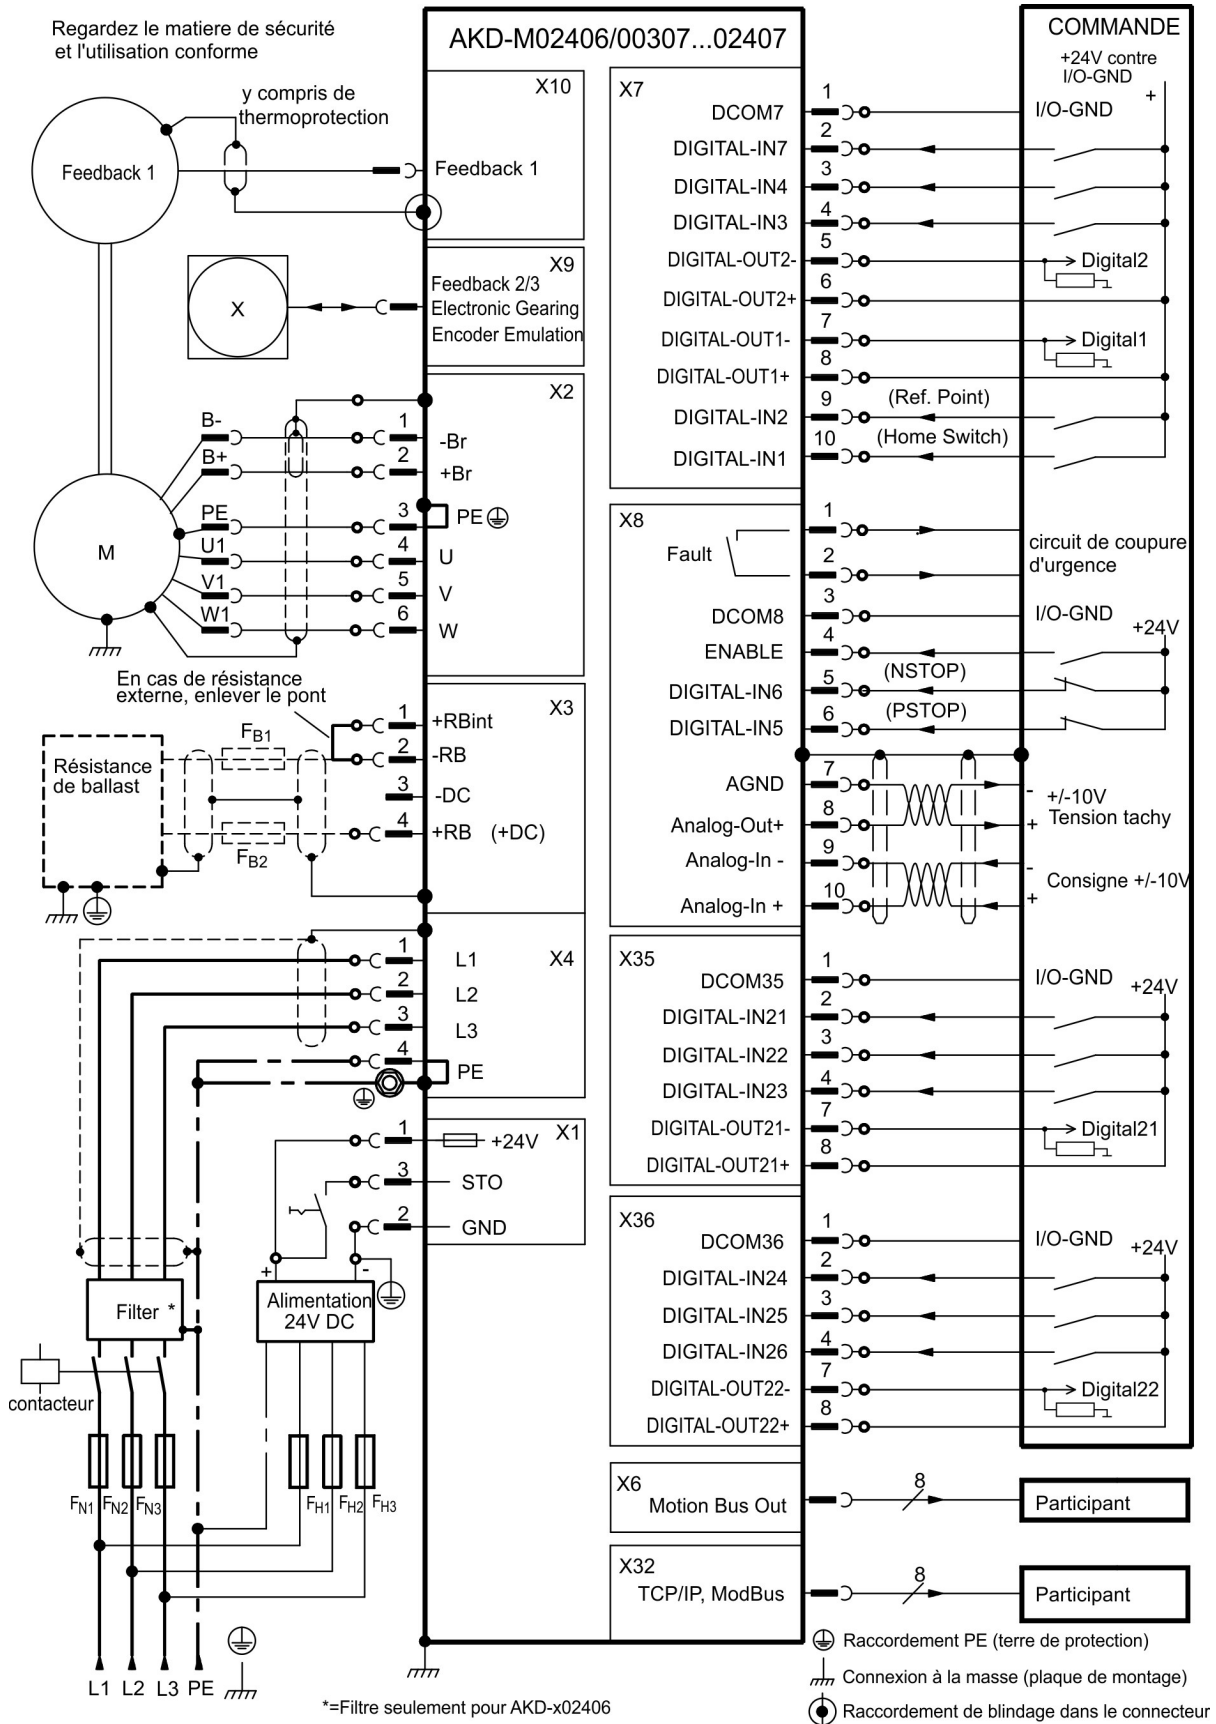 Regardez le matiere de sécurité
et l'utilisation conforme
AKD-M02406/00307...02407
COMMANDE
+24V contre
I/O-GND
+
y compris de
thermoprotection
Feedback 1
X10
Feedback 1
X
X9
Feedback 2/3
Electronic Gearing
Encoder Emulation
X2
B-
1
-Br
B+
2
+Br
PE
3
PE
U1
4
U
V1
5
V
W1
6
W
M
En cas de résistance
externe, enlever le pont
X3
1
+RBint
2
-RB
3
-DC
4
+RB (+DC)
FB1
FB2
Résistance
de ballast
X4
1
L1
2
L2
3
L3
4
PE
X1
1
+24V
3
STO
2
GND
+
-
Filter *
Alimentation
24V DC
contacteur
FN1
FN2
FN3
FH1
FH2
FH3
L1
L2
L3
PE
*=Filtre seulement pour AKD-x02406
X7
DCOM7
1
I/O-GND
DIGITAL-IN7
2
DIGITAL-IN4
3
DIGITAL-IN3
4
DIGITAL-OUT2-
5
Digital2
DIGITAL-OUT2+
6
DIGITAL-OUT1-
7
Digital1
DIGITAL-OUT1+
8
DIGITAL-IN2
9
(Ref. Point)
DIGITAL-IN1
10
(Home Switch)
X8
Fault
1
2
circuit de coupure
d'urgence
DCOM8
3
I/O-GND
+24V
ENABLE
4
DIGITAL-IN6
5
(NSTOP)
DIGITAL-IN5
6
(PSTOP)
AGND
7
-
+/-10V
Tension tachy
Analog-Out+
8
+
Analog-In -
9
-
Consigne +/-10V
Analog-In +
10
+
X35
DCOM35
1
I/O-GND
+24V
DIGITAL-IN21
2
DIGITAL-IN22
3
DIGITAL-IN23
4
DIGITAL-OUT21-
7
Digital21
DIGITAL-OUT21+
8
X36
DCOM36
1
I/O-GND
+24V
DIGITAL-IN24
2
DIGITAL-IN25
3
DIGITAL-IN26
4
DIGITAL-OUT22-
7
Digital22
DIGITAL-OUT22+
8
X6
Motion Bus Out
8
Participant
X32
TCP/IP, ModBus
8
Participant
Raccordement PE (terre de protection)
Connexion à la masse (plaque de montage)
Raccordement de blindage dans le connecteur